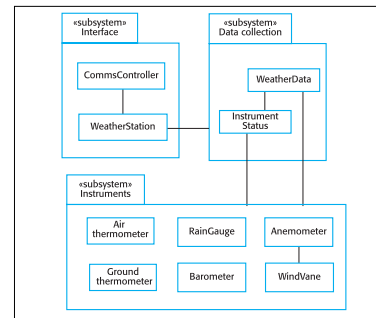 «subsystem»
Interface
«subsystem»
Data collection
CommsController
WeatherData
WeatherStation
Instrument
Status
«subsystem»
Instruments
Air
thermometer
RainGauge
Anemometer
Ground
thermometer
Barometer
WindVane